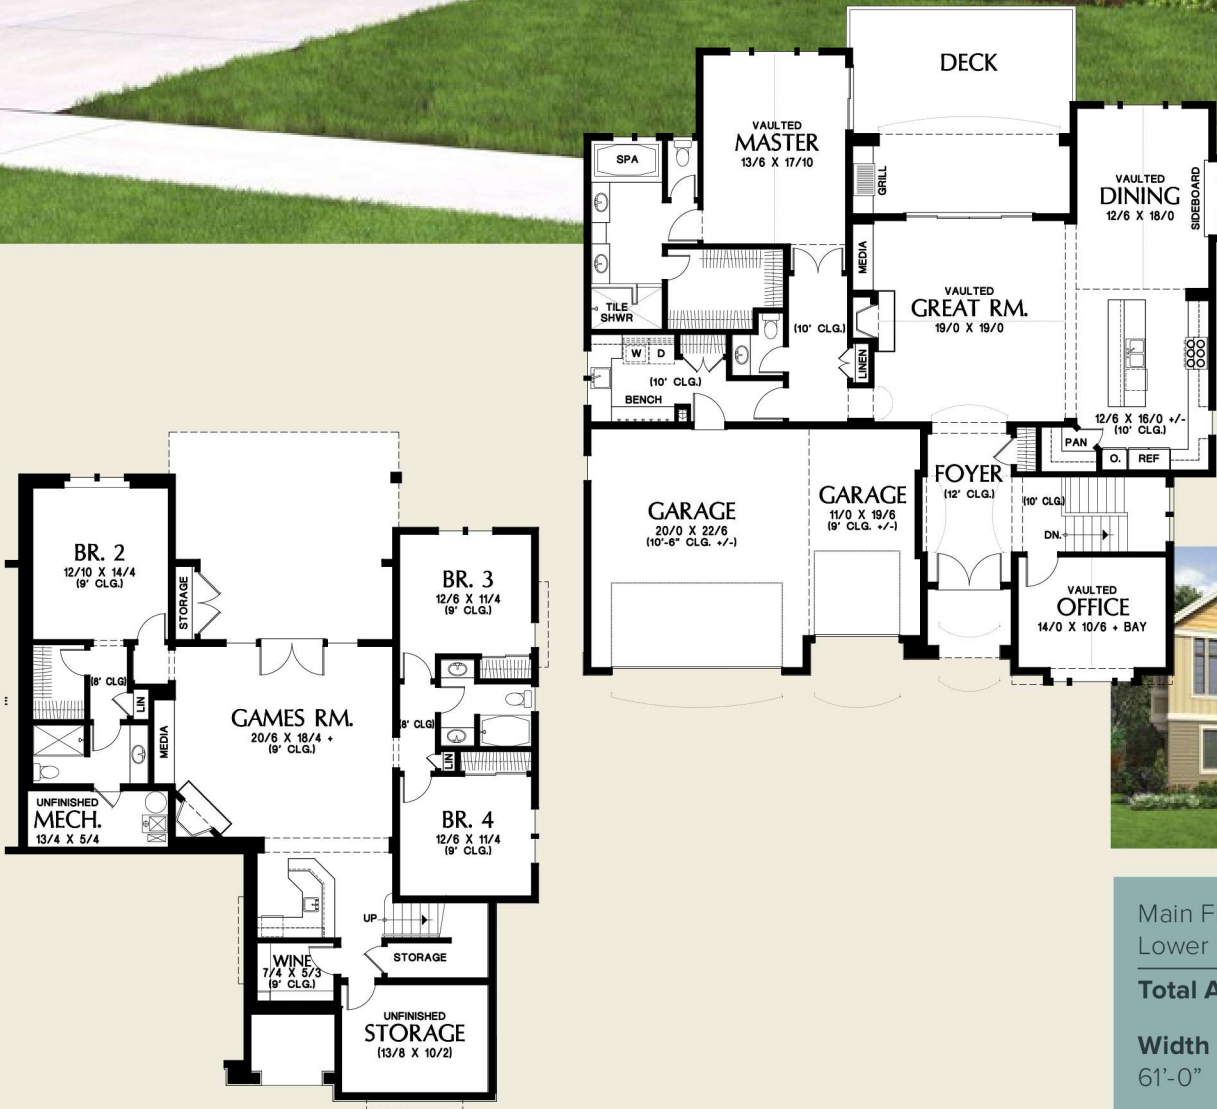 DECK
VAULTED
MASTER
13/6 X 17/10
SPA
GRILL
VAULTED
DINING
12/6 X 18/0
SIDEBOARD
MEDIA
VAULTED
GREAT RM.
19/0 X 19/0
TILE
SHWR
(10' CLG.)
W D
LINEN
(10' CLG.)
BENCH
12/6 X 16/0 +/-
(10' CLG.)
PAN
O. REF
FOYER
(12' CLG.)
GARAGE
20/0 X 22/6
(10'-6" CLG. +/-)
GARAGE
11/0 X 19/6
(9' CLG. +/-)
(10' CLG.)
DN.
VAULTED
OFFICE
14/0 X 10/6 + BAY
BR. 2
12/10 X 14/4
(9' CLG.)
STORAGE
BR. 3
12/6 X 11/4
(9' CLG.)
(8' CLG)
LIN
MEDIA
GAMES RM.
20/6 X 18/4 +
(9' CLG.)
(8' CLG)
LIN
UNFINISHED
MECH.
13/4 X 5/4
BR. 4
12/6 X 11/4
(9' CLG.)
UP
WINE
7/4 X 5/3
(9' CLG.)
STORAGE
UNFINISHED
STORAGE
(13/8 X 10/2)
Main F
Lower
Total A
Width
61'-0"